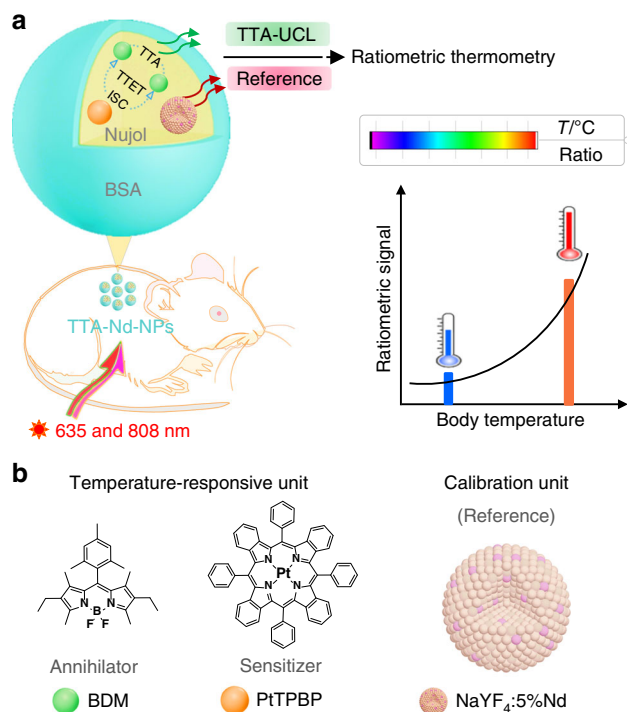 a
TTA-UCL
Reference
Ratiometric thermometry
TTA
TTET
ISC
Nujol
BSA
T/°C
Ratio
TTA-Nd-NPs
635 and 808 nm
Ratiometric signal
Body temperature
b
Temperature-responsive unit
Calibration unit
(Reference)
N
N
B
F
F
N
N
Pt
N
N
Annihilator
Sensitizer
BDM
PtTPBP
NaYF₄:5%Nd